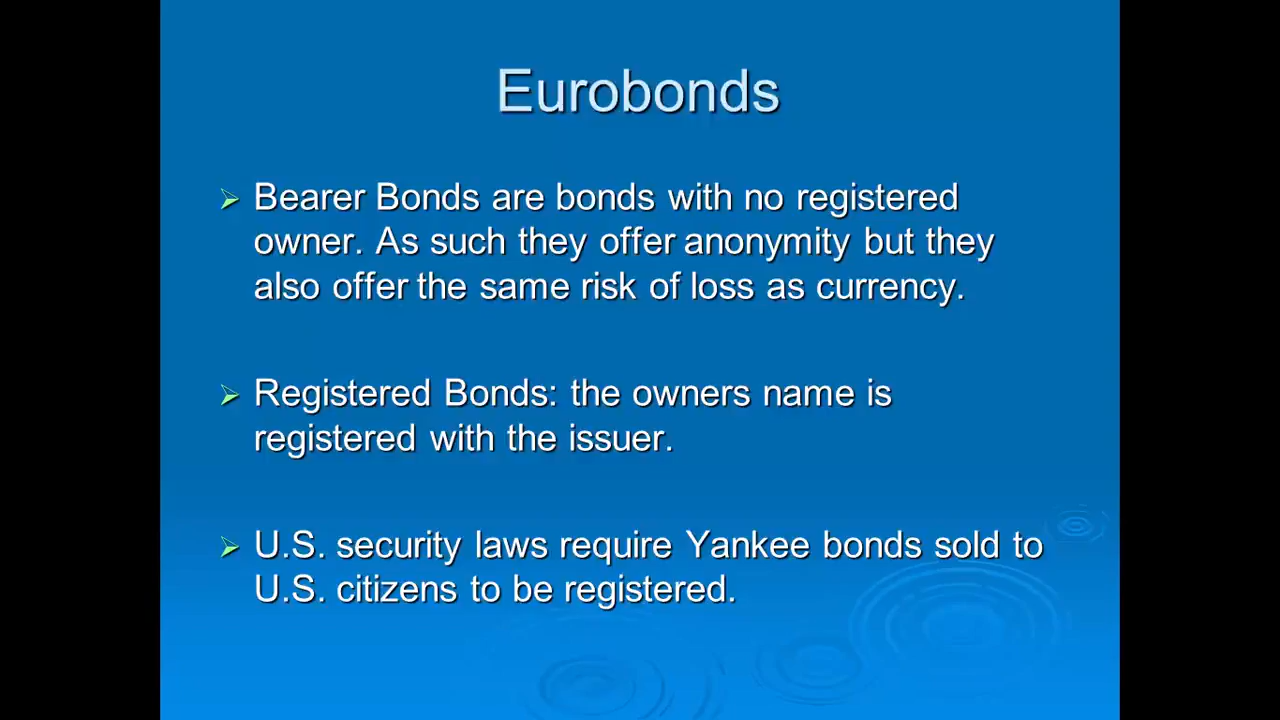 Eurobonds
Bearer Bonds are bonds with no registered
owner. As such they offer anonymity but they
also offer the same risk of loss as currency.
Registered Bonds: the owners name is
registered with the issuer.
U.S. security laws require Yankee bonds sold to
U.S. citizens to be registered.